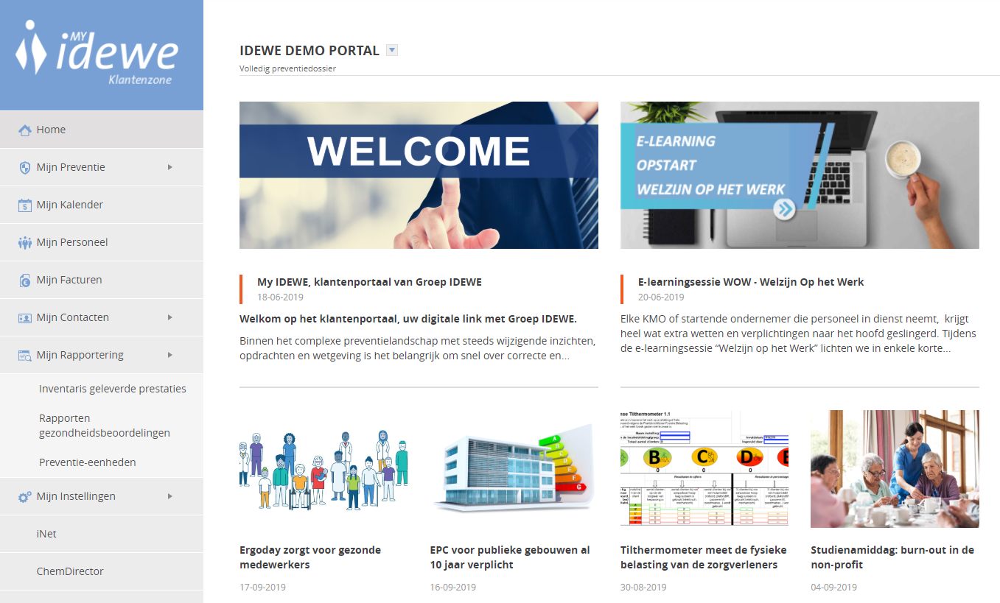 MY
idewe
Klantenzone
Home
Mijn Preventie
Mijn Kalender
5
Mijn Personeel
Mijn Facturen
Mijn Contacten
Mijn Rapportering
Inventaris geleverde prestaties
Rapporten
gezondheidsbeoordelingen
Preventie-eenheden
Mijn Instellingen
iNet
ChemDirector
IDEWE DEMO PORTAL
Volledig preventiedossier
WELCOME
My IDEWE, klantenportaal van Groep IDEWE
18-06-2019
Welkom op het klantenportaal, uw digitale link met Groep IDEWE.
Binnen het complexe preventielandschap met steeds wijzigende inzichten,
opdrachten en wetgeving is het belangrijk om snel over correcte en...
E-LEARNING
OPSTART
WELZIJN OP HET WERK
E-learningsessie WOW - Welzijn Op het Werk
20-06-2019
Elke KMO of startende ondernemer die personeel in dienst neemt,  krijgt
heel wat extra wetten en verplichtingen naar het hoofd geslingerd. Tijdens
de e-learningsessie “Welzijn op het Werk” lichten we in enkele korte...
Ergoday zorgt voor gezonde
medewerkers
17-09-2019
A
C
D
E
F
G
EPC voor publieke gebouwen al
10 jaar verplicht
16-09-2019
nse Tilthermometer 1.1
B C D E
0 0 0
Resultaten in cijfers
Resultaten in percentage
Tilthermometer meet de fysieke
belasting van de zorgverleners
30-08-2019
Studienamiddag: burn-out in de
non-profit
04-09-2019